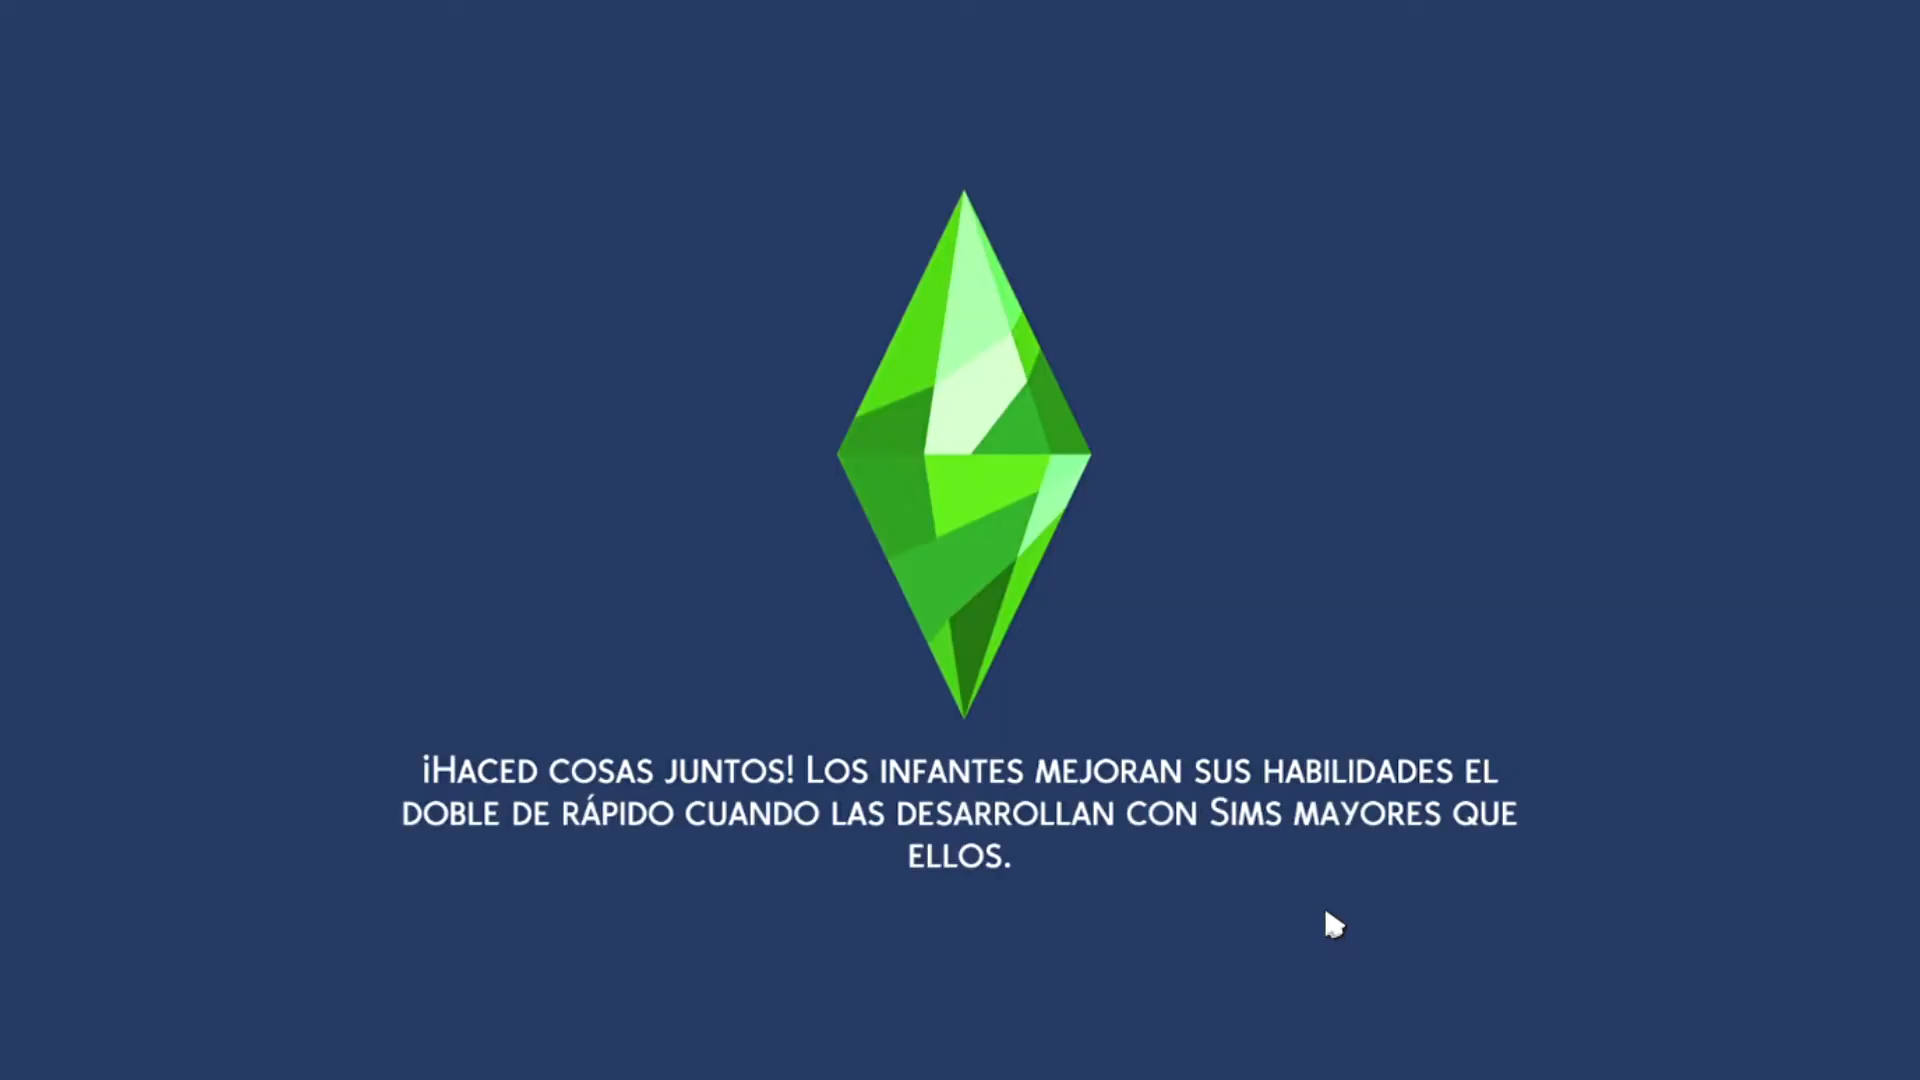 ¡Haced cosas juntos! Los infantes mejoran sus habilidades el
doble de rápido cuando las desarrollan con Sims mayores que
ellos.